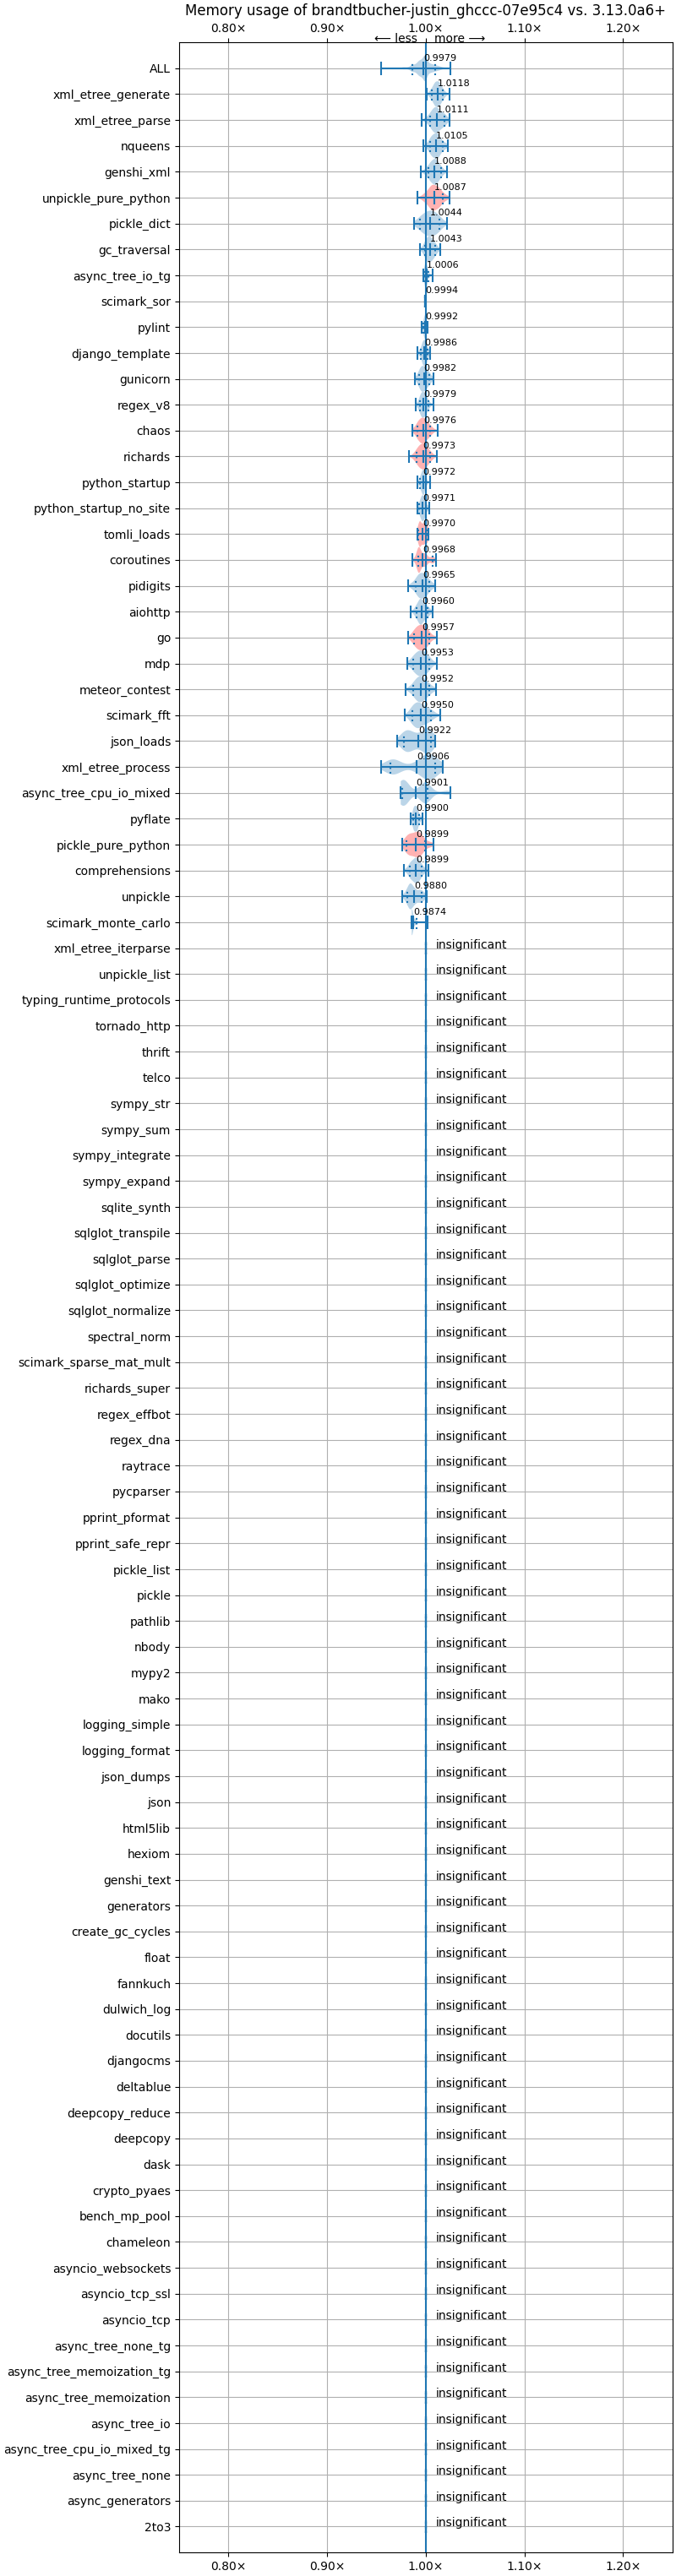 Memory usage of brandtbucher-justin_ghccc-07e95c4 vs. 3.13.0a6+
0.80× 0.90× 1.00× 1.10× 1.20×
⟵ less more ⟶
ALL 0.9979
xml_etree_generate 1.0118
xml_etree_parse 1.0111
nqueens 1.0105
genshi_xml 1.0088
unpickle_pure_python 1.0087
pickle_dict 1.0044
gc_traversal 1.0043
async_tree_io_tg 1.0006
scimark_sor 0.9994
pylint 0.9992
django_template 0.9986
gunicorn 0.9982
regex_v8 0.9979
chaos 0.9976
richards 0.9973
python_startup 0.9972
python_startup_no_site 0.9971
tomli_loads 0.9970
coroutines 0.9968
pidigits 0.9965
aiohttp 0.9960
go 0.9957
mdp 0.9953
meteor_contest 0.9952
scimark_fft 0.9950
json_loads 0.9922
xml_etree_process 0.9906
async_tree_cpu_io_mixed 0.9901
pyflate 0.9900
pickle_pure_python 0.9899
comprehensions 0.9899
unpickle 0.9880
scimark_monte_carlo 0.9874
xml_etree_iterparse insignificant
unpickle_list insignificant
typing_runtime_protocols insignificant
tornado_http insignificant
thrift insignificant
telco insignificant
sympy_str insignificant
sympy_sum insignificant
sympy_integrate insignificant
sympy_expand insignificant
sqlite_synth insignificant
sqlglot_transpile insignificant
sqlglot_parse insignificant
sqlglot_optimize insignificant
sqlglot_normalize insignificant
spectral_norm insignificant
scimark_sparse_mat_mult insignificant
richards_super insignificant
regex_effbot insignificant
regex_dna insignificant
raytrace insignificant
pycparser insignificant
pprint_pformat insignificant
pprint_safe_repr insignificant
pickle_list insignificant
pickle insignificant
pathlib insignificant
nbody insignificant
mypy2 insignificant
mako insignificant
logging_simple insignificant
logging_format insignificant
json_dumps insignificant
json insignificant
html5lib insignificant
hexiom insignificant
genshi_text insignificant
generators insignificant
create_gc_cycles insignificant
float insignificant
fannkuch insignificant
dulwich_log insignificant
docutils insignificant
djangocms insignificant
deltablue insignificant
deepcopy_reduce insignificant
deepcopy insignificant
dask insignificant
crypto_pyaes insignificant
bench_mp_pool insignificant
chameleon insignificant
asyncio_websockets insignificant
asyncio_tcp_ssl insignificant
asyncio_tcp insignificant
async_tree_none_tg insignificant
async_tree_memoization_tg insignificant
async_tree_memoization insignificant
async_tree_io insignificant
async_tree_cpu_io_mixed_tg insignificant
async_tree_none insignificant
async_generators insignificant
2to3 insignificant
0.80× 0.90× 1.00× 1.10× 1.20×